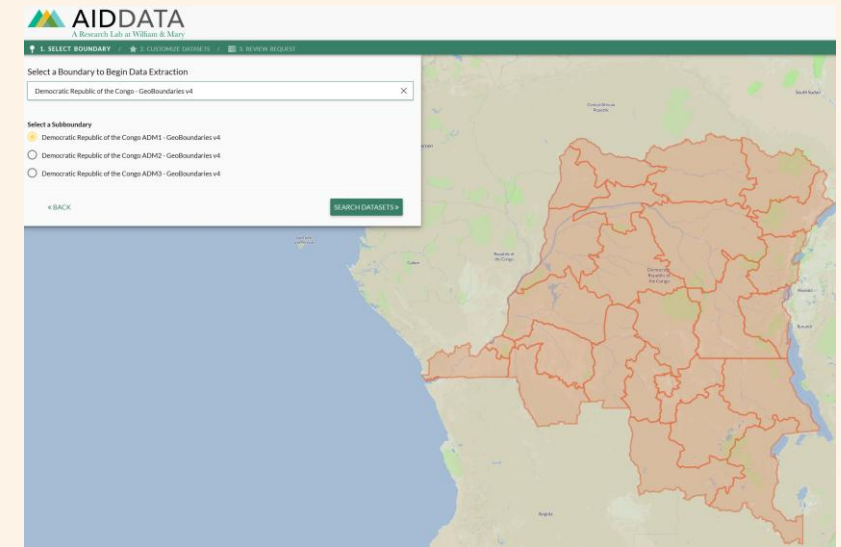 AIDDATA
A Research Lab at William & Mary
1. SELECT BOUNDARY / 2. CUSTOMIZE DATASETS / 3. REVIEW REQUEST
Select a Boundary to Begin Data Extraction
Democratic Republic of the Congo - GeoBoundaries v4
Select a Subboundary
Democratic Republic of the Congo ADM1 - GeoBoundaries v4
Democratic Republic of the Congo ADM2 - GeoBoundaries v4
Democratic Republic of the Congo ADM3 - GeoBoundaries v4
« BACK
SEARCH DATASETS »
South Sudan
Central African
Republic
Republic of
the Congo
Gabon
Democratic
Republic of
the Congo
Burundi
Angola